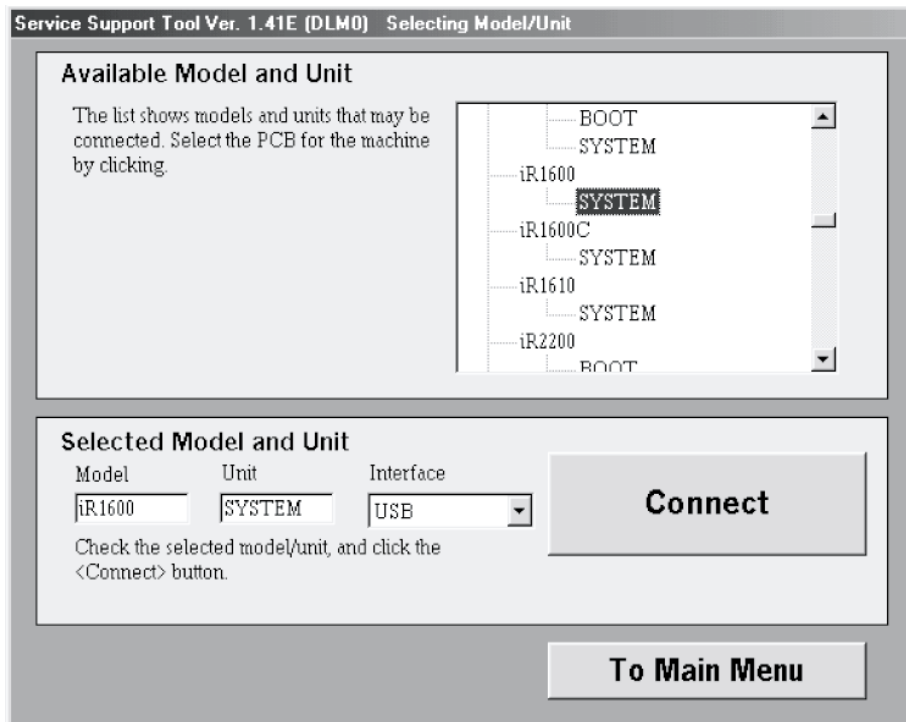 Service Support Tool Ver. 1.41E (DLM0)   Selecting Model/Unit
Available Model and Unit
The list shows models and units that may be
connected. Select the PCB for the machine
by clicking.
BOOT
SYSTEM
iR1600
SYSTEM
iR1600C
SYSTEM
iR1610
SYSTEM
iR2200
BOOT
Selected Model and Unit
Model Unit Interface
iR1600 SYSTEM USB
Check the selected model/unit, and click the
<Connect> button.
Connect
To Main Menu